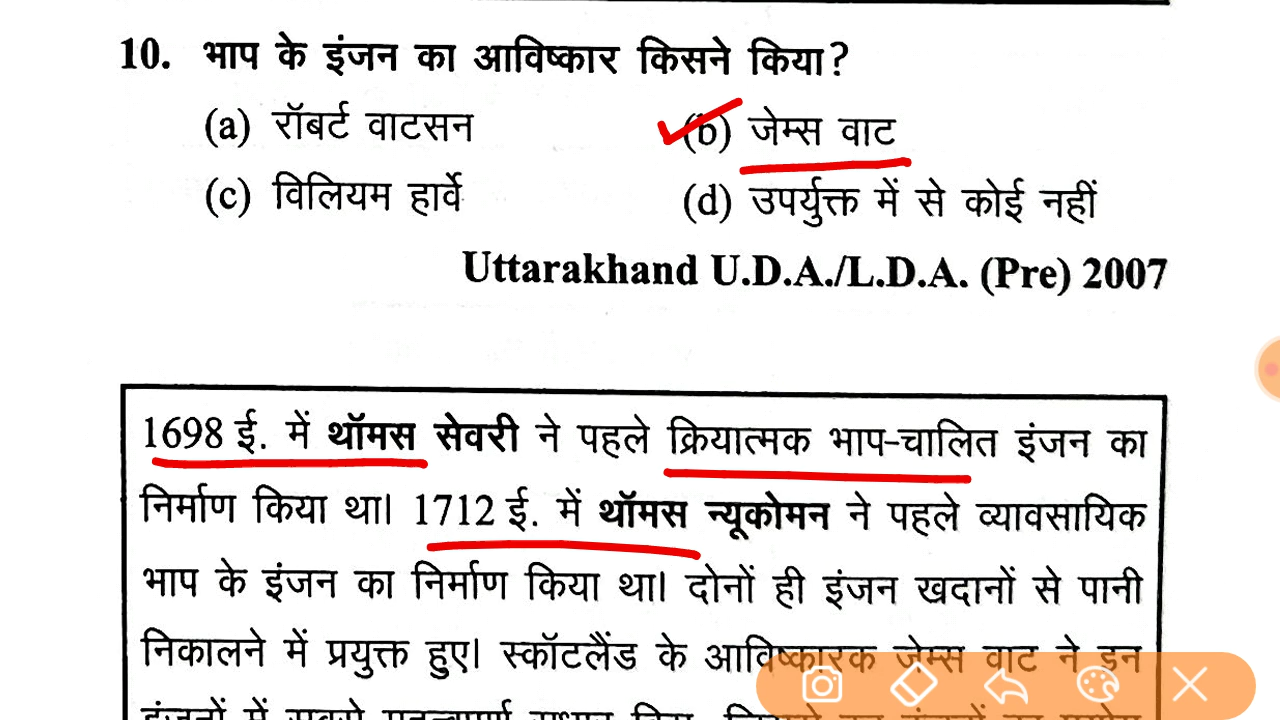 10. भाप के इंजन का आविष्कार किसने किया?
(a) रॉबर्ट वाटसन (b) जेम्स वाट
(c) विलियम हार्वे (d) उपर्युक्त में से कोई नहीं
Uttarakhand U.D.A./L.D.A. (Pre) 2007
1698 ई. में थॉमस सेवरी ने पहले क्रियात्मक भाप-चालित इंजन का
निर्माण किया था। 1712 ई. में थॉमस न्यूकोमन ने पहले व्यावसायिक
भाप के इंजन का निर्माण किया था। दोनों ही इंजन खदानों से पानी
निकालने में प्रयुक्त हुए। स्कॉटलैंड के आविष्कारक जेम्स वाट ने इन